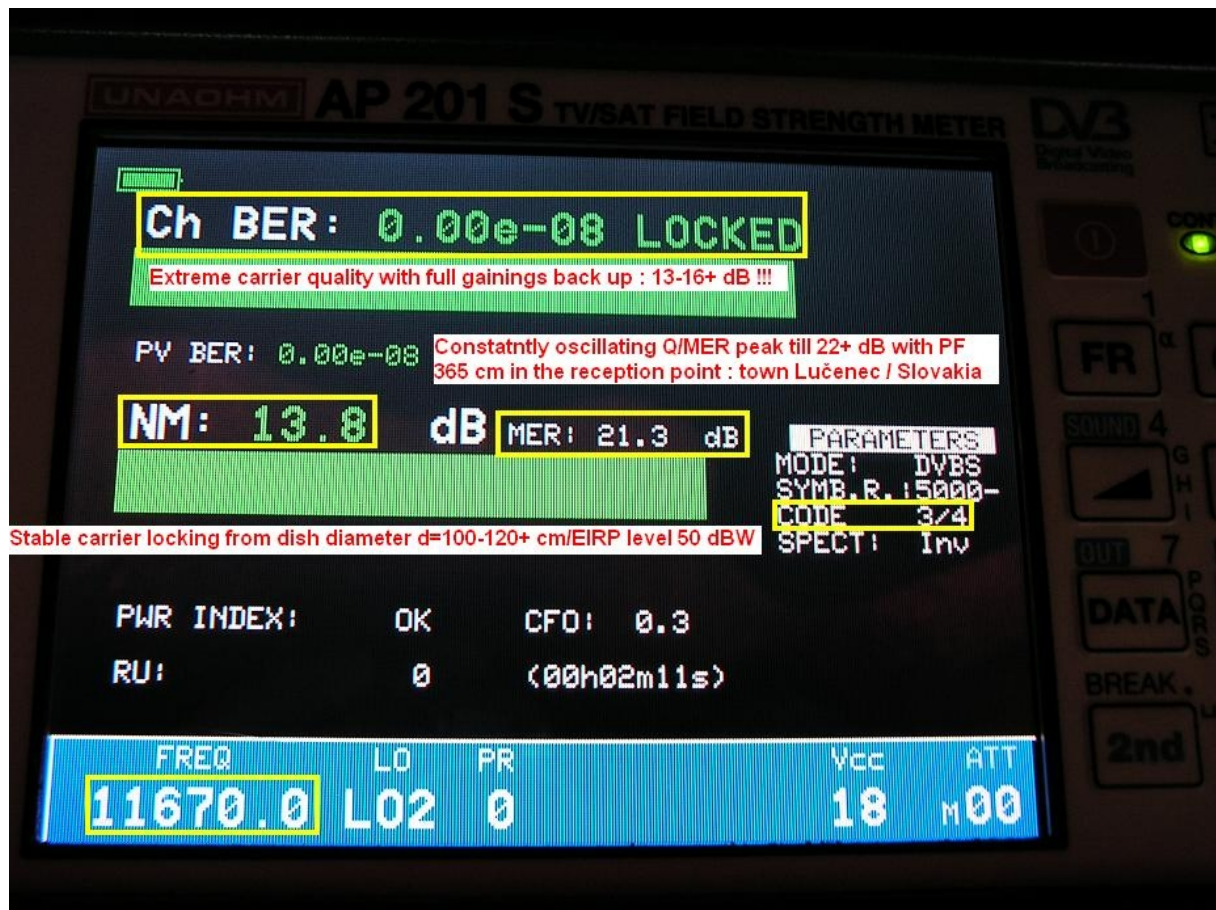 UNAOHM AP 201 S TV/SAT FIELD STRENGTH METER
DVB
Digital Video
Broadcasting
Ch BER: 0.00e-08 LOCKED
Extreme carrier quality with full gainings back up : 13-16+ dB !!!
PV BER: 0.00e-08
Constatntly oscillating Q/MER peak till 22+ dB with PF
365 cm in the reception point : town Lučenec / Slovakia
NM: 13.8 dB MER: 21.3 dB
PARAMETERS
MODE: DVBS
SYMB.R.:5000-
CODE 3/4
SPECT: Inv
Stable carrier locking from dish diameter d=100-120+ cm/EIRP level 50 dBW
PWR INDEX: OK CFO: 0.3
RU: 0 (00h02m11s)
FREQ LO PR Vcc ATT
11670.0 LO2 0 18 M00
CONT
1
FR α
SOUND 4
G
H
I
OUT 7
DATA
P
Q
R
S
BREAK.
2nd